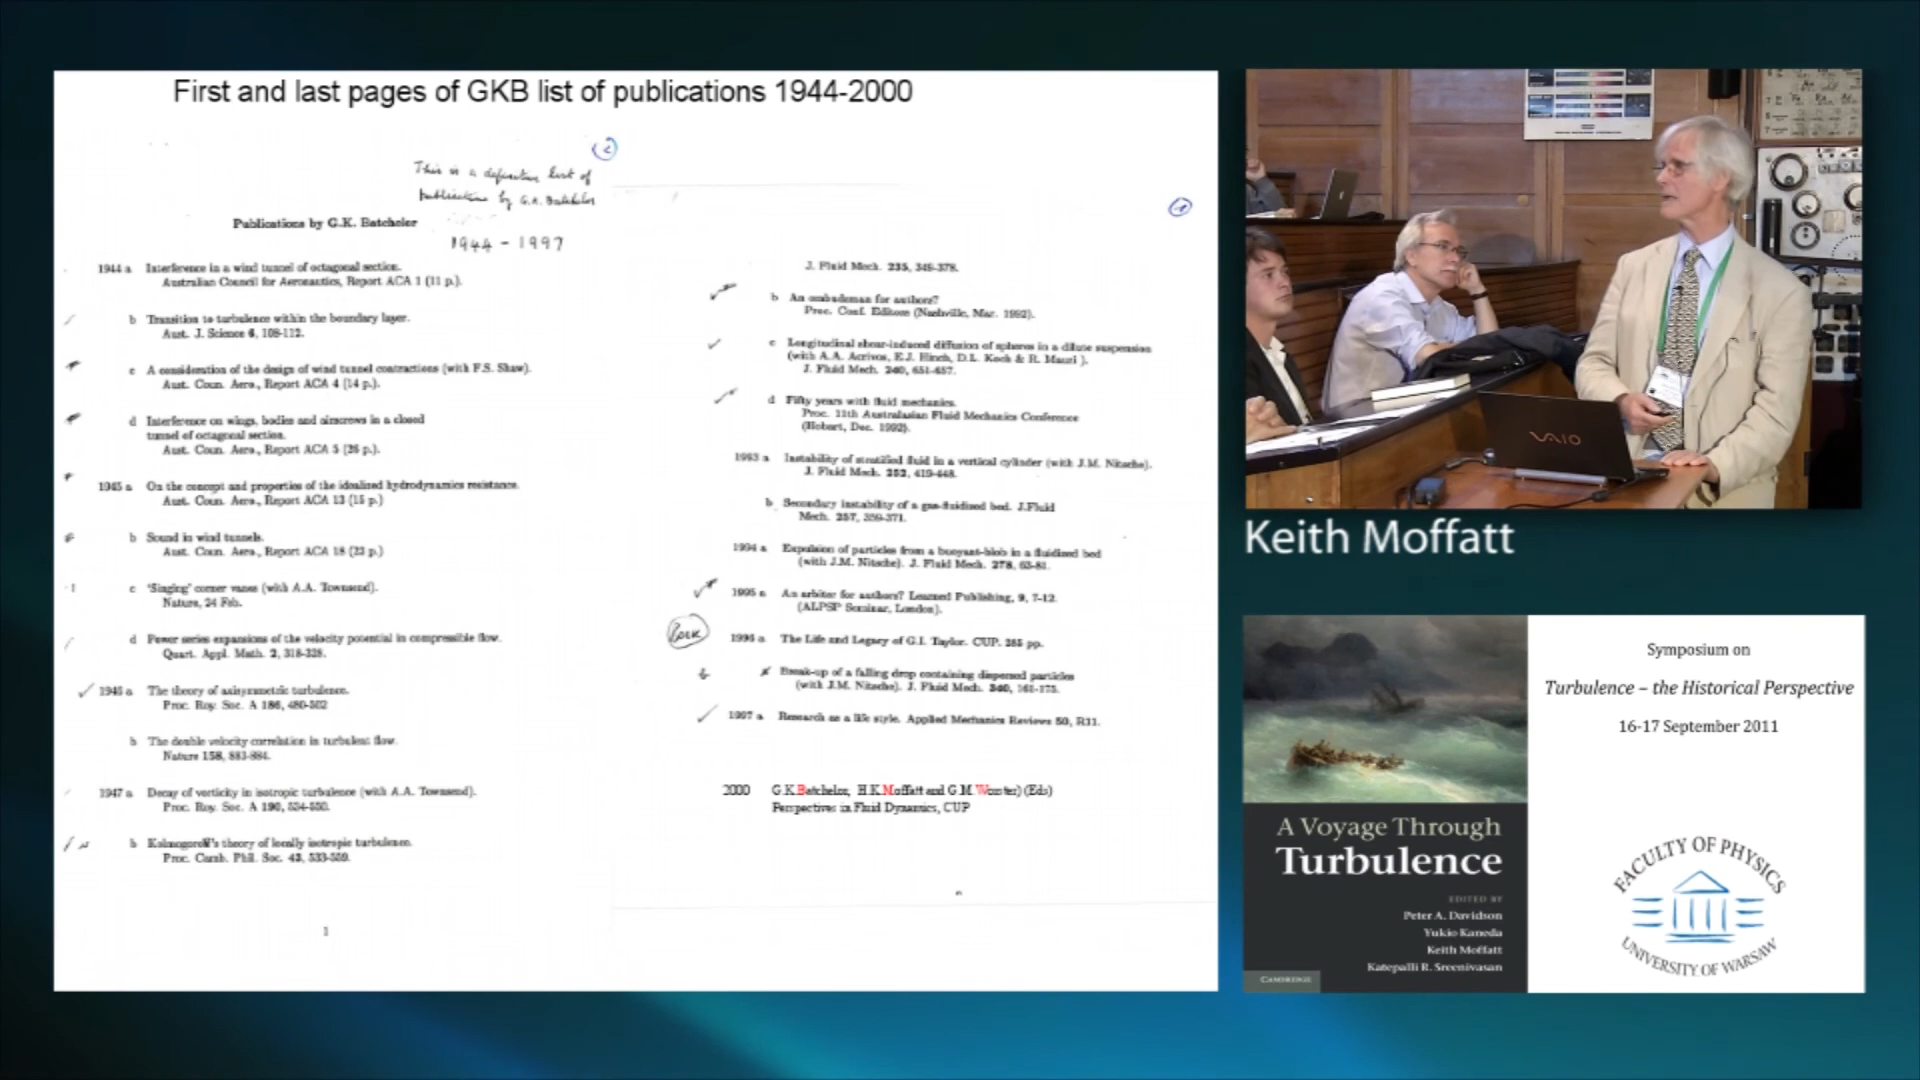 First and last pages of GKB list of publications 1944-2000
This is a definitive list of
publications by G.K. Batchelor
Publications by G.K. Batchelor
1944 - 1997
1944 a Interference in a wind tunnel of octagonal section.
Australian Council for Aeronautics, Report ACA 1 (11 p.).
b Transition to turbulence within the boundary layer.
Aust. J. Science 6, 108-112.
c A consideration of the design of wind tunnel contractions (with F.S. Shaw).
Aust. Coun. Aero., Report ACA 4 (14 p.).
d Interference on wings, bodies and airscrews in a closed
tunnel of octagonal section.
Aust. Coun. Aero., Report ACA 5 (26 p.).
1945 a On the concept and properties of the idealised hydrodynamics resistance.
Aust. Coun. Aero., Report ACA 13 (15 p.)
b Sound in wind tunnels.
Aust. Coun. Aero., Report ACA 18 (23 p.)
c 'Singing' corner vanes (with A.A. Townsend).
Nature, 24 Feb.
d Power series expansions of the velocity potential in compressible flow.
Quart. Appl. Math. 2, 318-328.
1946 a The theory of axisymmetric turbulence.
Proc. Roy. Soc. A 186, 480-502
b The double velocity correlation in turbulent flow.
Nature 158, 883-884.
1947 a Decay of vorticity in isotropic turbulence (with A.A. Townsend).
Proc. Roy. Soc. A 190, 534-550.
b Kolmogoroff's theory of locally isotropic turbulence.
Proc. Camb. Phil. Soc. 43, 533-559.
1
J. Fluid Mech. 235, 349-378.
b An ombudsman for authors?
Proc. Conf. Editors (Nashville, Mar. 1992).
c Longitudinal shear-induced diffusion of spheres in a dilute suspension
(with A.A. Acrivos, E.J. Hinch, D.L. Koch & R. Mauri ).
J. Fluid Mech. 240, 651-657.
d Fifty years with fluid mechanics.
Proc. 11th Australasian Fluid Mechanics Conference
(Hobart, Dec. 1992).
1993 a Instability of stratified fluid in a vertical cylinder (with J.M. Nitsche).
J. Fluid Mech. 252, 419-448.
b Secondary instability of a gas-fluidised bed. J.Fluid
Mech. 257, 359-371.
1994 a Expulsion of particles from a buoyant-blob in a fluidized bed
(with J.M. Nitsche). J. Fluid Mech. 278, 63-81.
1995 a An arbiter for authors? Learned Publishing, 9, 7-12.
(ALPSP Seminar, London).
Book
1996 a The Life and Legacy of G.I. Taylor. CUP. 285 pp.
b Break-up of a falling drop containing dispersed particles
(with J.M. Nitsche). J. Fluid Mech. 340, 161-175.
1997 a Research as a life style. Applied Mechanics Reviews 50, R11.
2000 G.K.Batchelor, H.K.Moffatt and G.M.Worster) (Eds)
Perspectives in Fluid Dynamics, CUP
VAIO
Keith Moffatt
A Voyage Through
Turbulence
EDITED BY
Peter A. Davidson
Yukio Kaneda
Keith Moffatt
Katepalli R. Sreenivasan
CAMBRIDGE
Symposium on
Turbulence – the Historical Perspective
16-17 September 2011
FACULTY OF PHYSICS
UNIVERSITY OF WARSAW